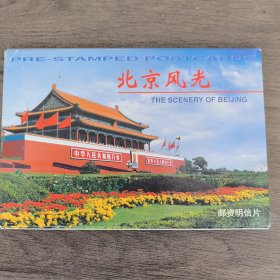 PRE-STAMPED POSTCARDS
北京风光
THE SCENERY OF BEIJING
中华人民共和国万岁
世界人民大团结万岁
邮资明信片